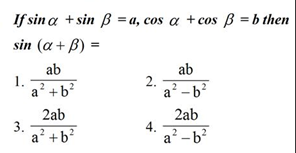 If sin α + sin β = a, cos α + cos β = b then
sin (α + β) =
1. ab / (a² + b²) 2. ab / (a² − b²)
3. 2ab / (a² + b²) 4. 2ab / (a² − b²)